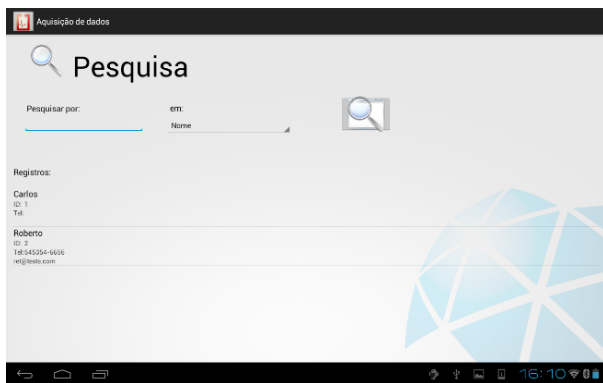 Aquisição de dados
Pesquisa
Pesquisar por:
em:
Nome
Registros:
Carlos
ID: 1
Tel:
Roberto
ID: 3
Tel:545354-6656
ret@teste.com
16:10